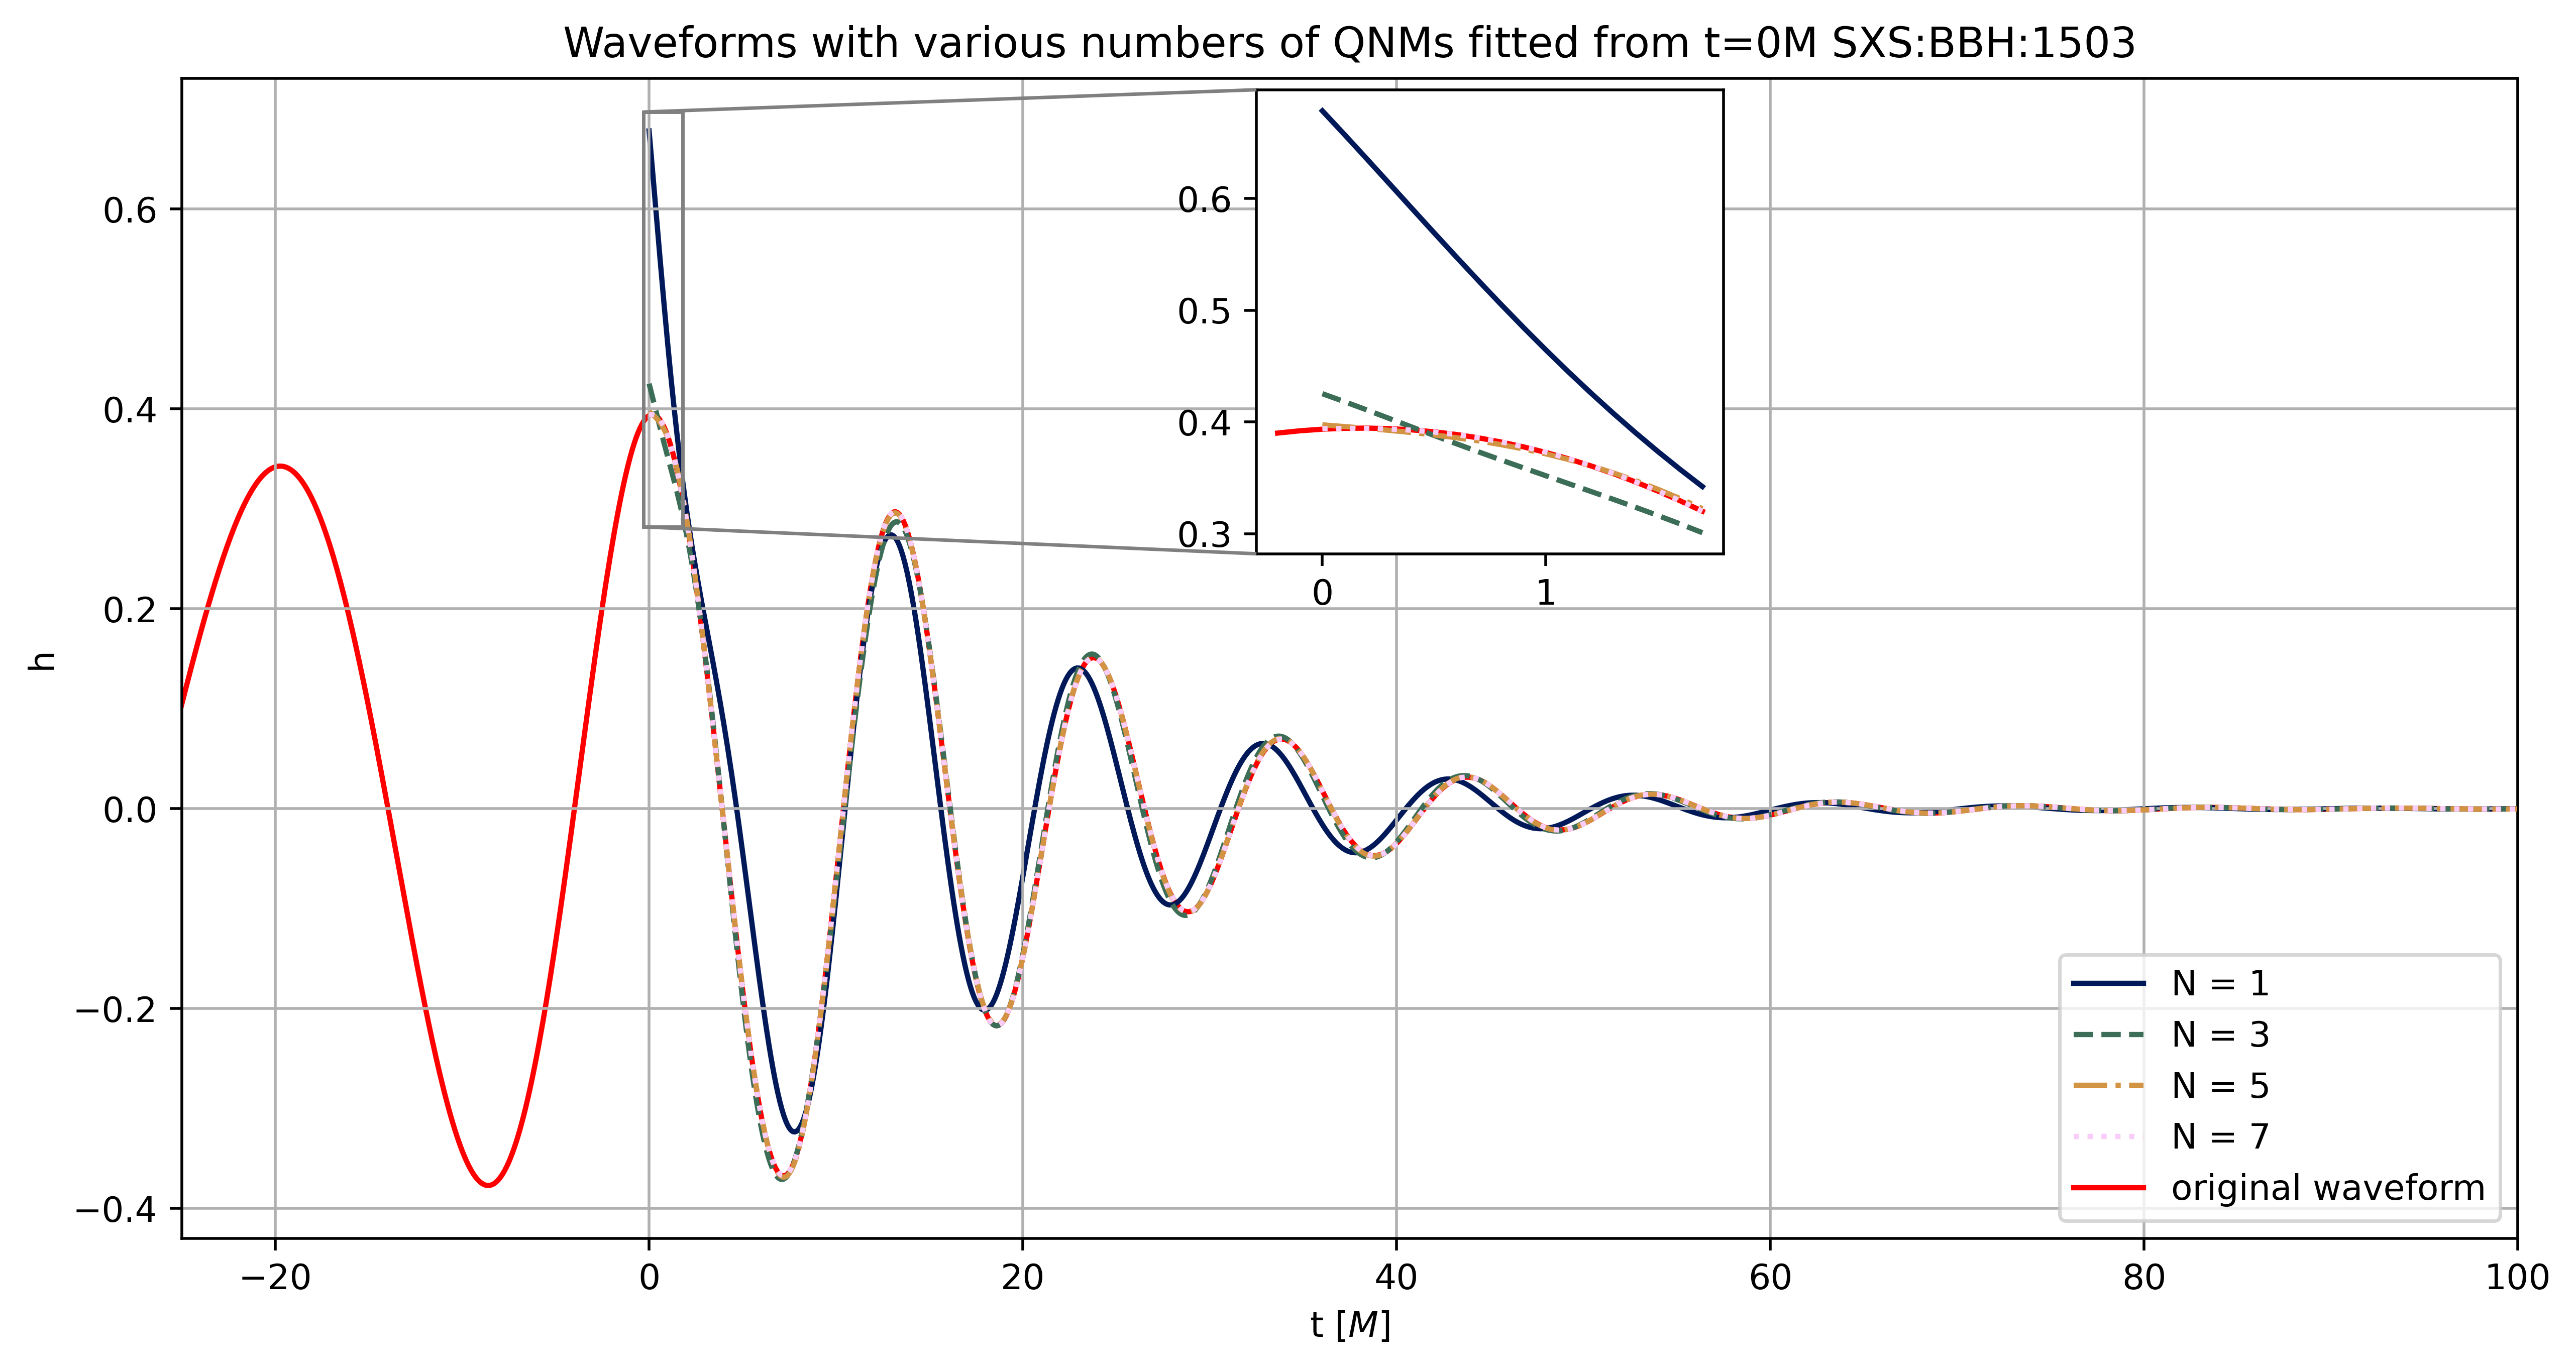 Waveforms with various numbers of QNMs fitted from t=0M SXS:BBH:1503
h
0.6
0.4
0.2
0.0
−0.2
−0.4
0.6
0.5
0.4
0.3
0 1
N = 1
N = 3
N = 5
N = 7
original waveform
−20 0 20 40 60 80 100
t [M]